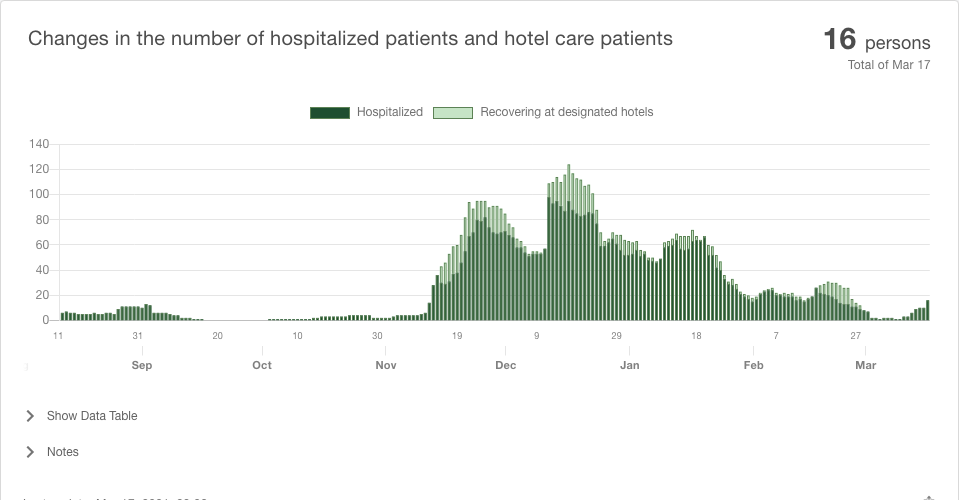 Changes in the number of hospitalized patients and hotel care patients
16 persons
Total of Mar 17
Hospitalized Recovering at designated hotels
140
120
100
80
60
40
20
0
11 31 20 10 30 19 9 29 18 7 27
Sep Oct Nov Dec Jan Feb Mar
Show Data Table
Notes